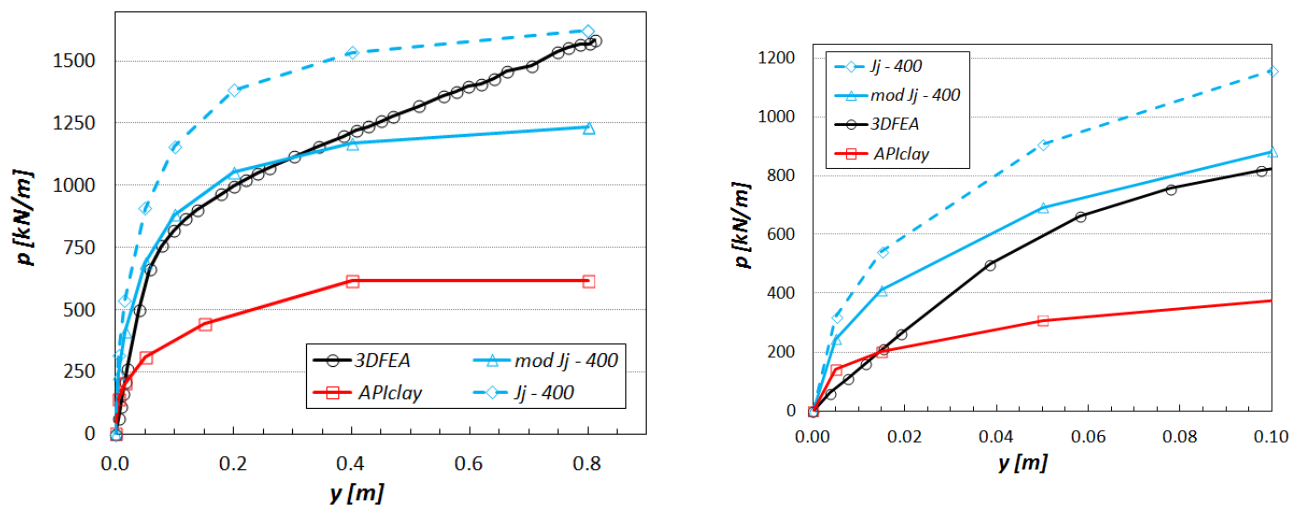 1500
1250
1000
750
500
250
0
p [kN/m]
0.0 0.2 0.4 0.6 0.8
y [m]
3DFEA mod Jj - 400
APIclay Jj - 400
1200
1000
800
600
400
200
0
p [kN/m]
0.00 0.02 0.04 0.06 0.08 0.10
y [m]
Jj - 400
mod Jj - 400
3DFEA
APIclay